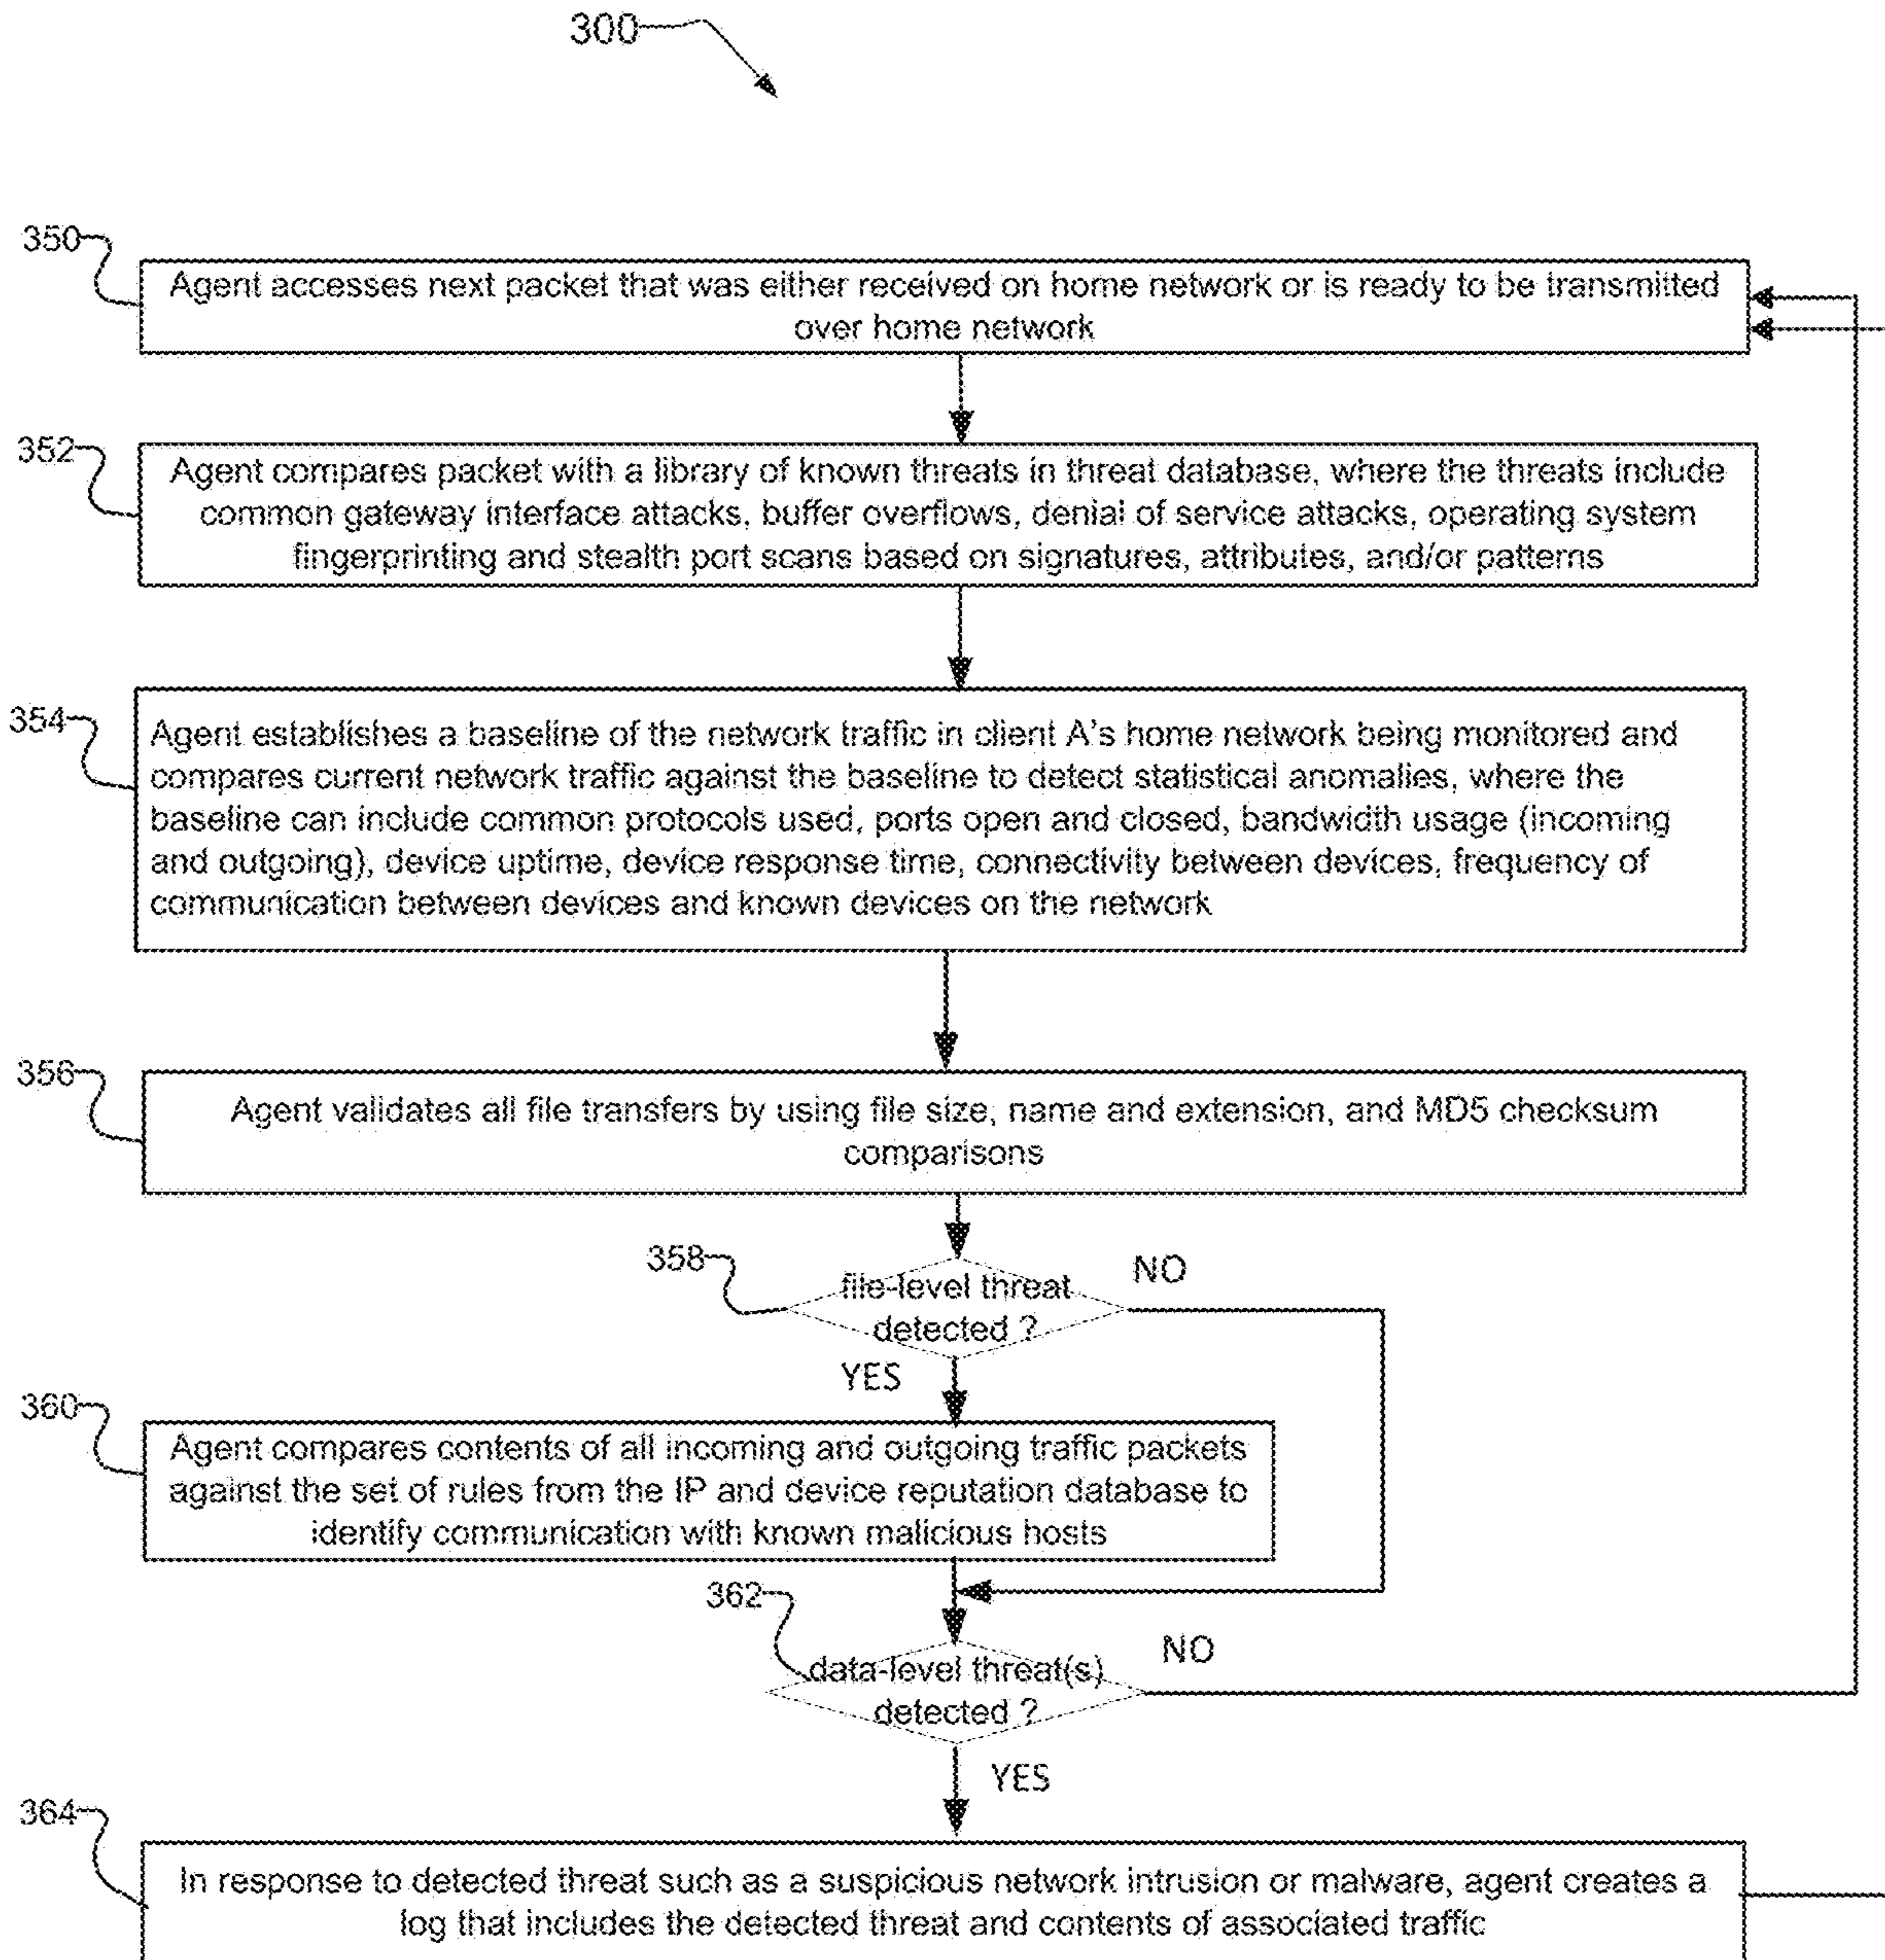 300
350
Agent accesses next packet that was either received on home network or is ready to be transmitted
over home network
352
Agent compares packet with a library of known threats in threat database, where the threats include
common gateway interface attacks, buffer overflows, denial of service attacks, operating system
fingerprinting and stealth port scans based on signatures, attributes, and/or patterns
354
Agent establishes a baseline of the network traffic in client A's home network being monitored and
compares current network traffic against the baseline to detect statistical anomalies, where the
baseline can include common protocols used, ports open and closed, bandwidth usage (incoming
and outgoing), device uptime, device response time, connectivity between devices, frequency of
communication between devices and known devices on the network
356
Agent validates all file transfers by using file size, name and extension, and MD5 checksum
comparisons
358
file-level threat
detected ?
NO
YES
360
Agent compares contents of all incoming and outgoing traffic packets
against the set of rules from the IP and device reputation database to
identify communication with known malicious hosts
362
data-level threat(s)
detected ?
NO
YES
364
In response to detected threat such as a suspicious network intrusion or malware, agent creates a
log that includes the detected threat and contents of associated traffic